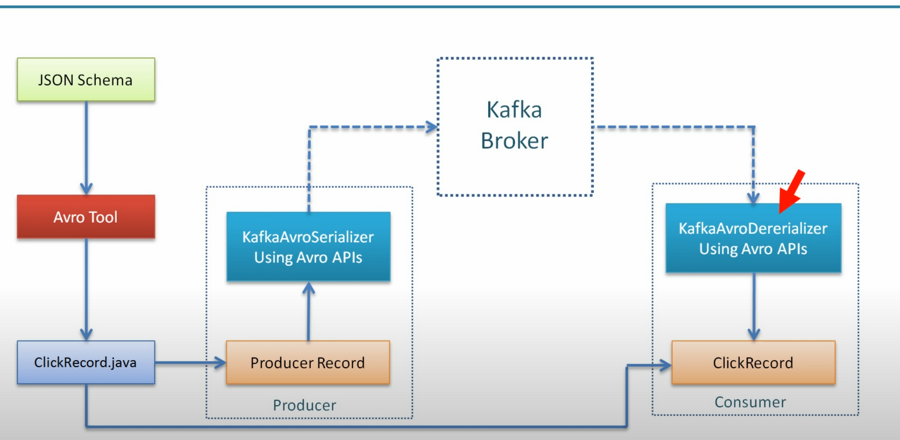 JSON Schema
Avro Tool
ClickRecord.java
KafkaAvroSerializer
Using Avro APIs
Producer Record
Producer
Kafka
Broker
KafkaAvroDererializer
Using Avro APIs
ClickRecord
Consumer